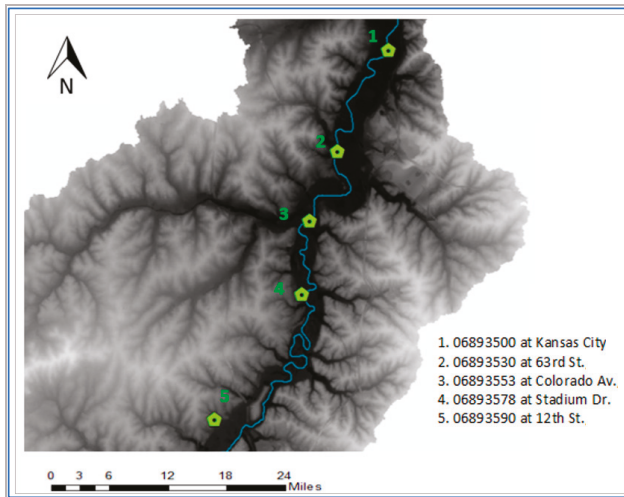 N
1
2
3
4
5
1. 06893500 at Kansas City
2. 06893530 at 63rd St.
3. 06893553 at Colorado Av.
4. 06893578 at Stadium Dr.
5. 06893590 at 12th St.
0 3 6 12 18 24
Miles